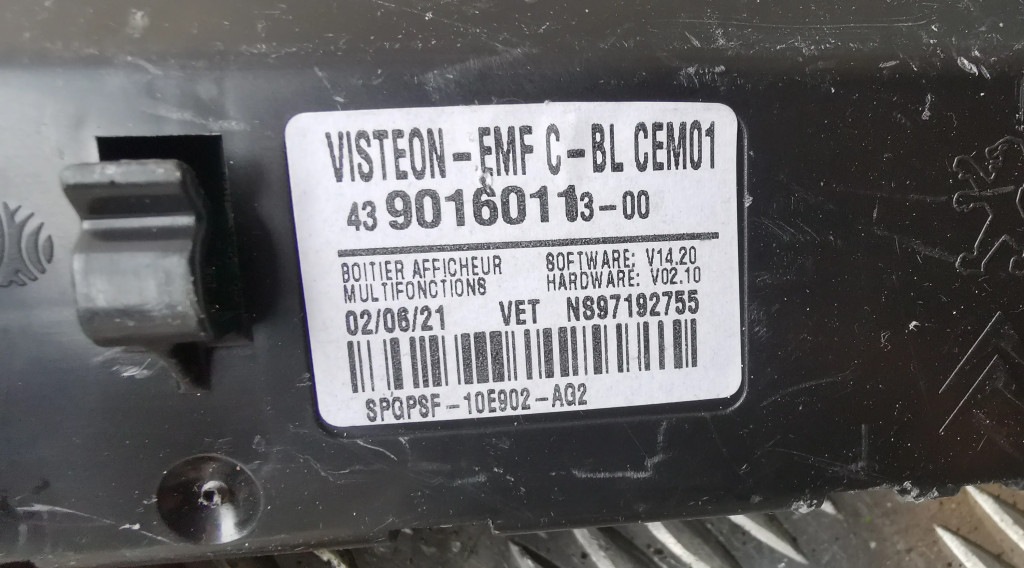 VISTEON-EMF C-BL CEM01
43 90160113-00
BOITIER AFFICHEUR SOFTWARE: V14.20
MULTIFONCTIONS HARDWARE: V02.10
02/06/21 VET NS97192755
SPGPSF-10E902-AG2